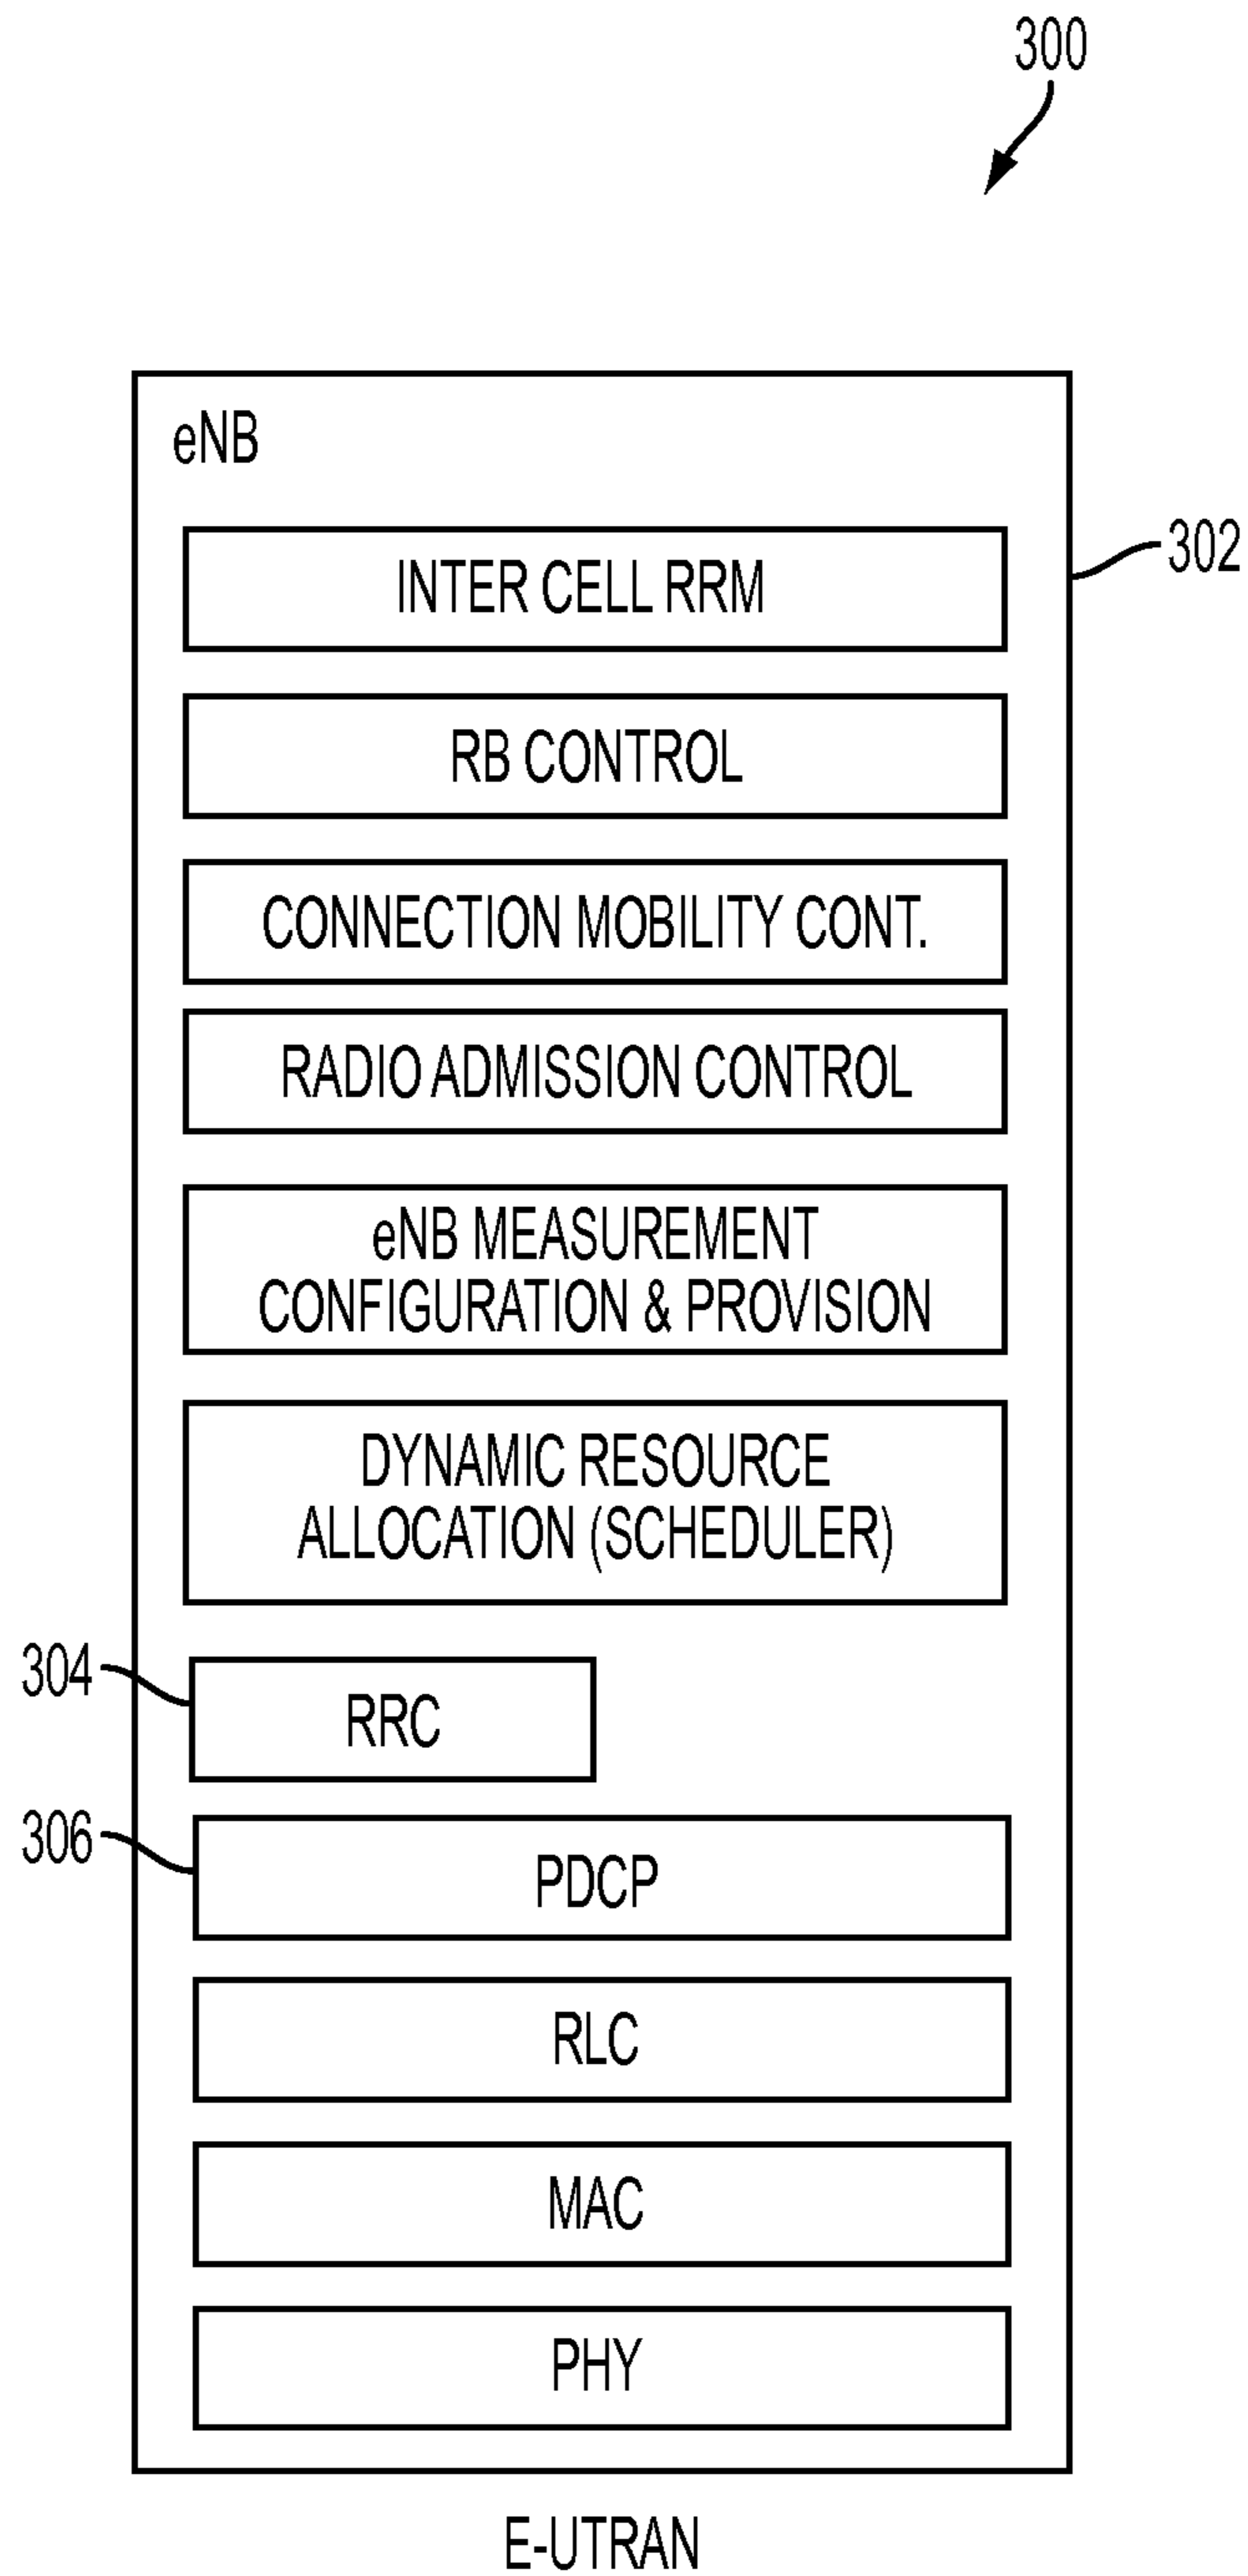 300
eNB
302
INTER CELL RRM
RB CONTROL
CONNECTION MOBILITY CONT.
RADIO ADMISSION CONTROL
eNB MEASUREMENT
CONFIGURATION & PROVISION
DYNAMIC RESOURCE
ALLOCATION (SCHEDULER)
304
RRC
306
PDCP
RLC
MAC
PHY
E-UTRAN